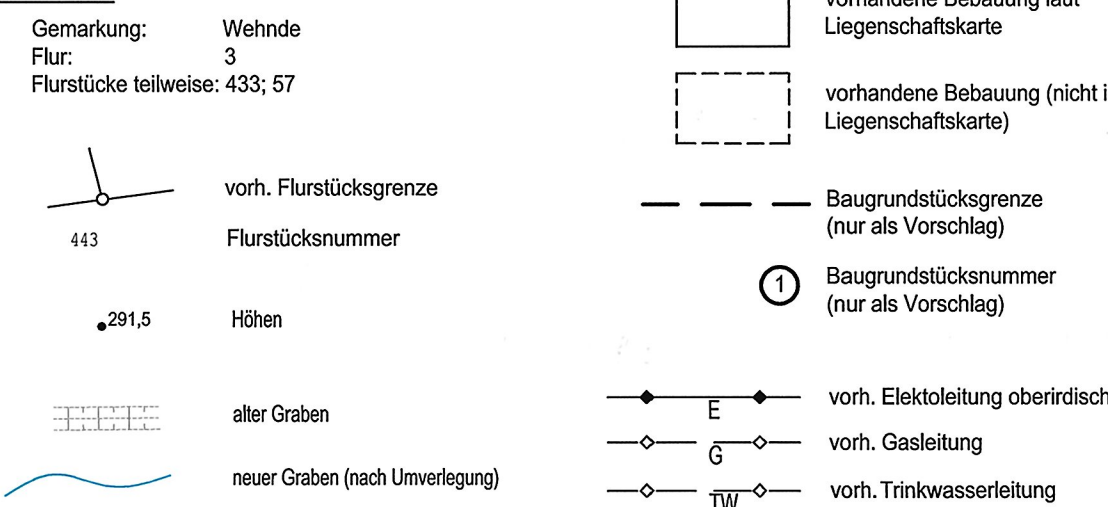 Gemarkung: Wehnde
Flur: 3
Flurstücke teilweise: 433; 57
vorh. Flurstücksgrenze
443 Flurstücksnummer
291,5 Höhen
alter Graben
neuer Graben (nach Umverlegung)
vorhandene Bebauung laut
Liegenschaftskarte
vorhandene Bebauung (nicht
Liegenschaftskarte)
Baugrundstücksgrenze
(nur als Vorschlag)
1 Baugrundstücksnummer
(nur als Vorschlag)
E vorh. Elektoleitung oberirdisch
G vorh. Gasleitung
TW vorh. Trinkwasserleitung